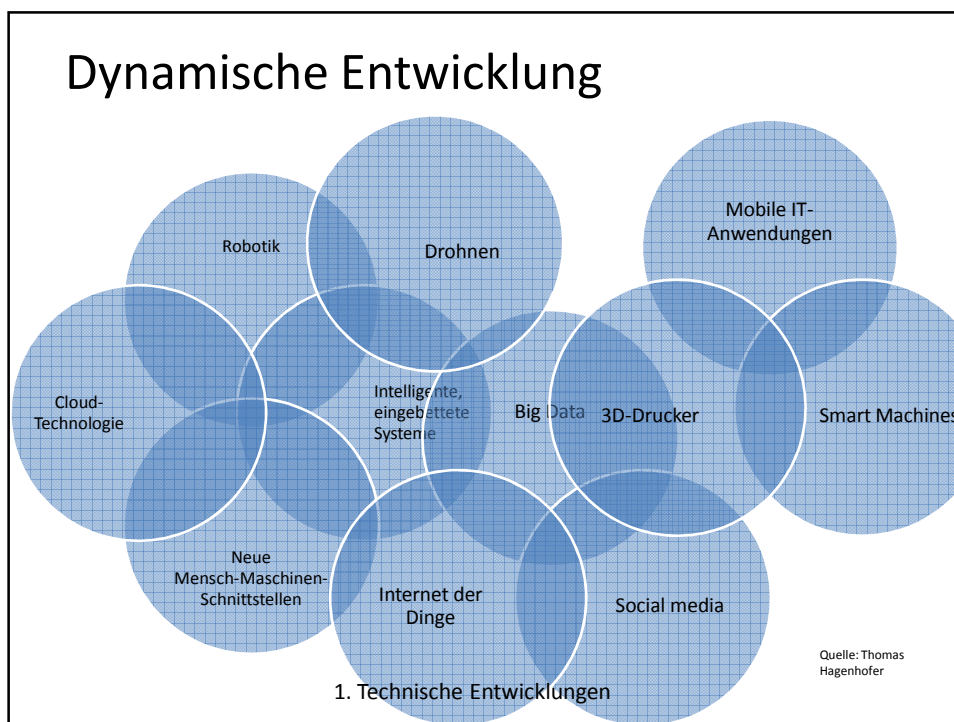 Dynamische Entwicklung
Robotik
Drohnen
Mobile IT-
Anwendungen
Cloud-
Technologie
Intelligente,
eingebettete
Systeme
Big Data
3D-Drucker
Smart Machines
Neue
Mensch-Maschinen-
Schnittstellen
Internet der
Dinge
Social media
Quelle: Thomas
Hagenhofer
1. Technische Entwicklungen